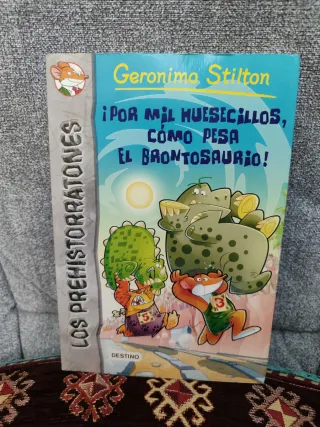 Geronimo Stilton
¡POR MIL HUESECILLOS,
CÓMO PESA
EL BRONTOSAURIO!
LOS PREHISTORRATONES
DESTINO